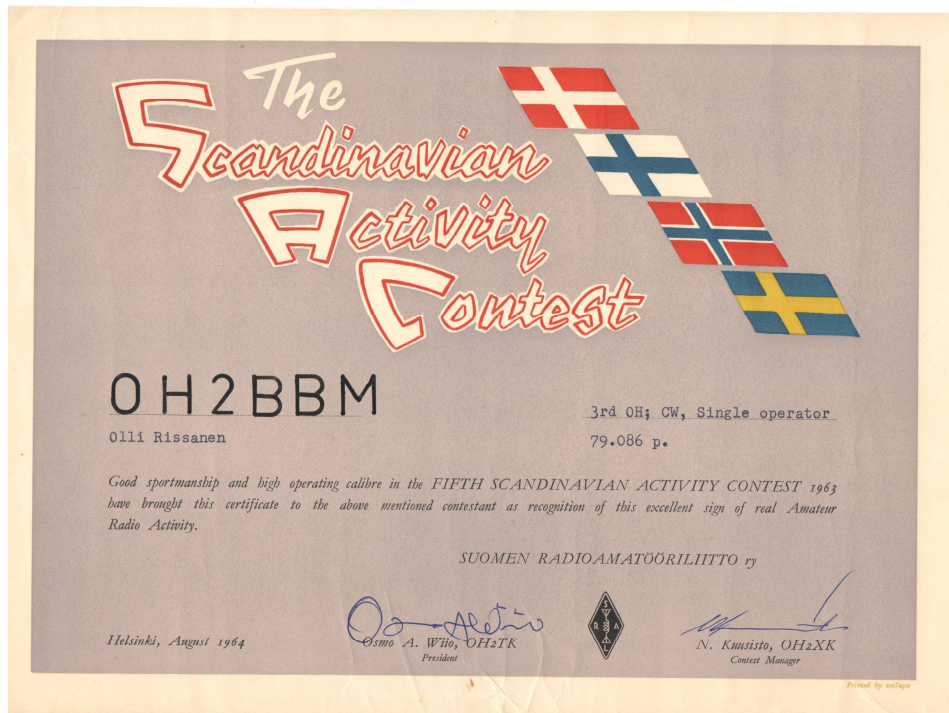 The
Scandinavian
Activity
Contest
OH2BBM
Olli Rissanen
3rd OH; CW, Single operator
79.086 p.
Good sportmanship and high operating calibre in the FIFTH SCANDINAVIAN ACTIVITY CONTEST 1963
have brought this certificate to the above mentioned contestant as recognition of this excellent sign of real Amateur
Radio Activity.
SUOMEN RADIOAMATÖÖRILIITTO ry
Helsinki, August 1964
Osmo A. Wiio, OH2TK
President
S
R A
L
N. Kuusisto, OH2XK
Contest Manager
Printed by